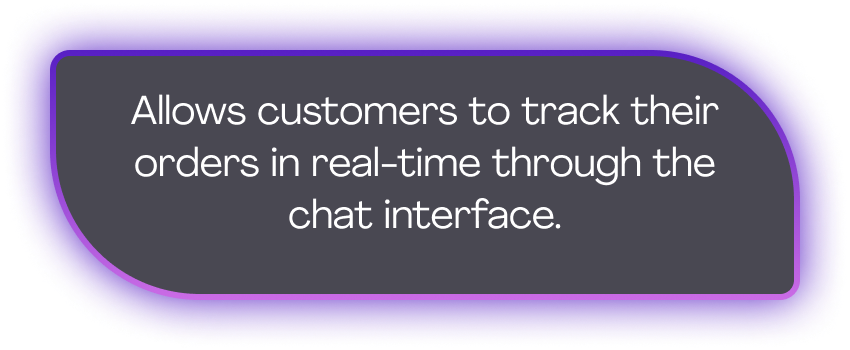 Allows customers to track their
orders in real-time through the
chat interface.